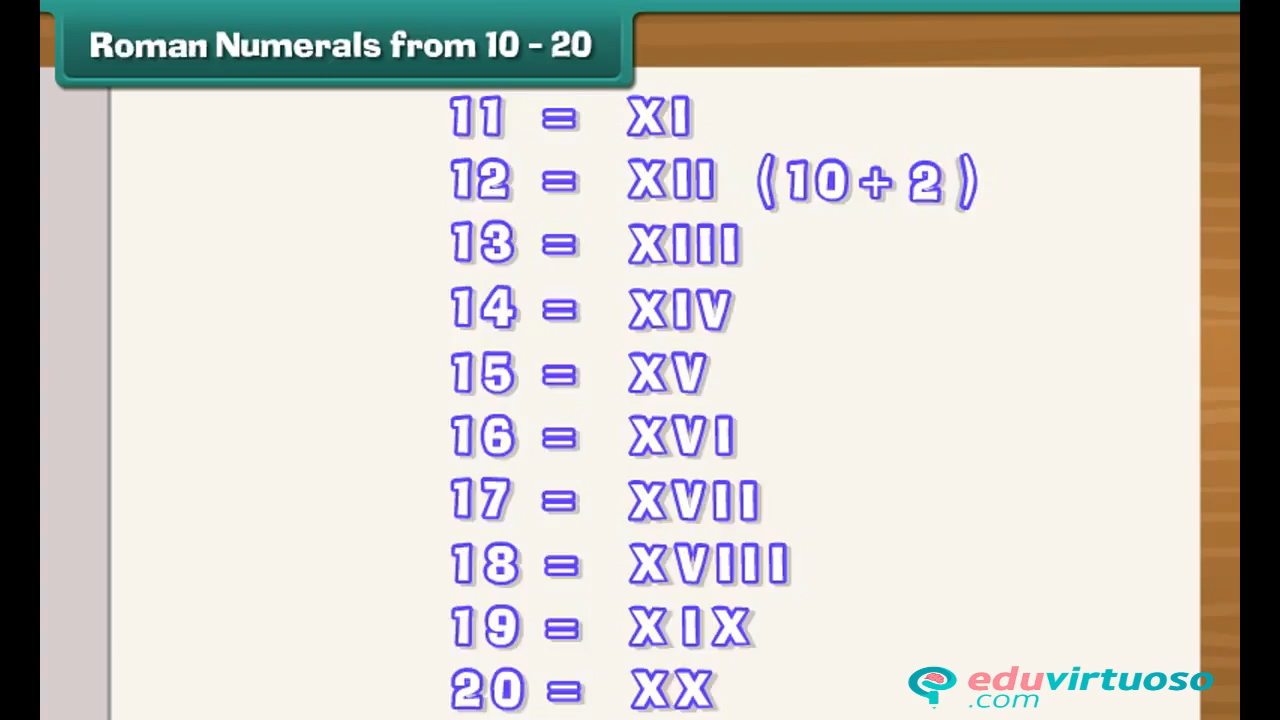 Roman Numerals from 10 - 20
11 = XI
12 = XII (10 + 2)
13 = XIII
14 = XIV
15 = XV
16 = XVI
17 = XVII
18 = XVIII
19 = XIX
20 = XX
eduvirtuoso
.com